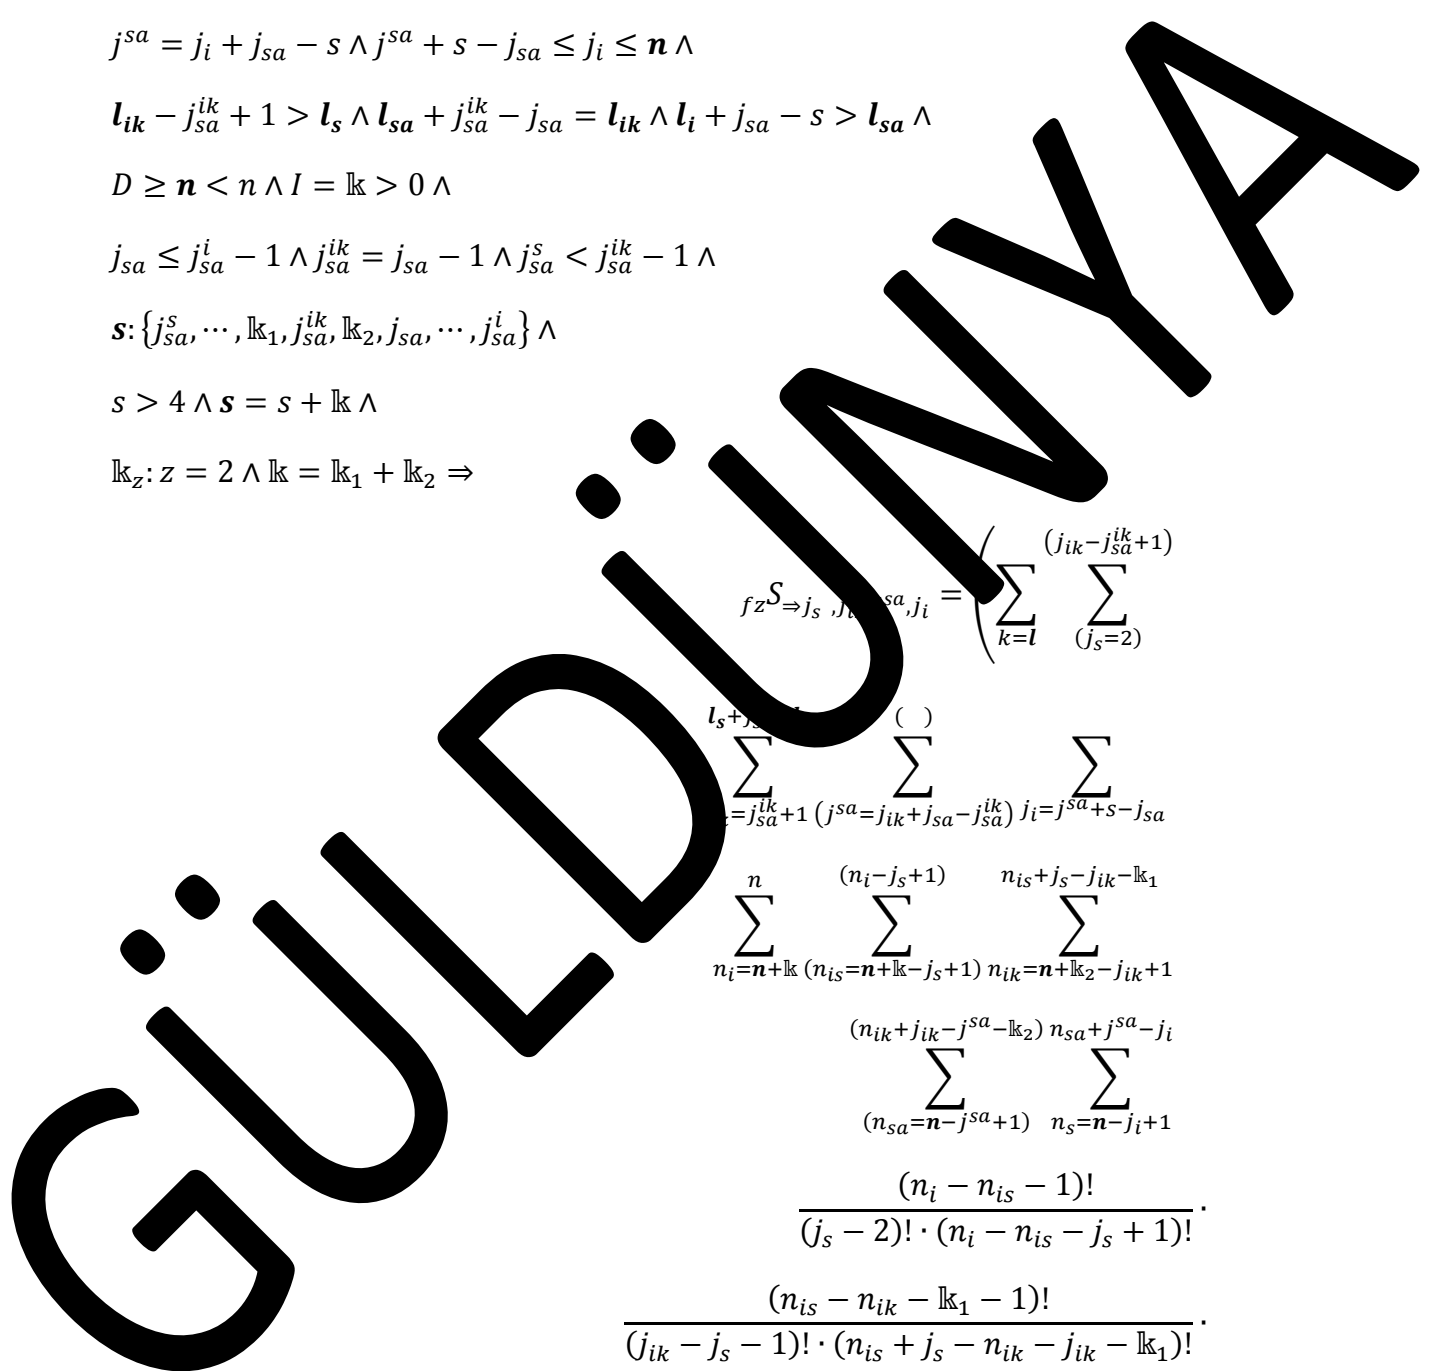 j^{sa} = j_i + j_{sa} − s ∧ j^{sa} + s − j_{sa} ≤ j_i ≤ n ∧
l_{ik} − j_{sa}^{ik} + 1 > l_s ∧ l_{sa} + j_{sa}^{ik} − j_{sa} = l_{ik} ∧ l_i + j_{sa} − s > l_{sa} ∧
D ≥ n < n ∧ I = 𝕜 > 0 ∧
j_{sa} ≤ j_{sa}^{i} − 1 ∧ j_{sa}^{ik} = j_{sa} − 1 ∧ j_{sa}^{s} < j_{sa}^{ik} − 1 ∧
s: {j_{sa}^{s}, ⋯ , 𝕜_1, j_{sa}^{ik}, 𝕜_2, j_{sa}, ⋯ , j_{sa}^{i}} ∧
s > 4 ∧ s = s + 𝕜 ∧
𝕜_z: z = 2 ∧ 𝕜 = 𝕜_1 + 𝕜_2 ⇒
(j_{ik}−j_{sa}^{ik}+1)
_{fz}S_{⇒j_s ,j_i sa,j_i} = ( ∑ ∑
k=l (j_s=2)
l_s+j ( )
∑ ∑ ∑
=j_{sa}^{ik}+1 (j^{sa}=j_{ik}+j_{sa}−j_{sa}^{ik}) j_i=j^{sa}+s−j_{sa}
n (n_i−j_s+1) n_{is}+j_s−j_{ik}−𝕜_1
∑ ∑ ∑
n_i=n+𝕜 (n_{is}=n+𝕜−j_s+1) n_{ik}=n+𝕜_2−j_{ik}+1
(n_{ik}+j_{ik}−j^{sa}−𝕜_2) n_{sa}+j^{sa}−j_i
∑ ∑
(n_{sa}=n−j^{sa}+1) n_s=n−j_i+1
(n_i − n_{is} − 1)!
(j_s − 2)! · (n_i − n_{is} − j_s + 1)! ·
(n_{is} − n_{ik} − 𝕜_1 − 1)!
(j_{ik} − j_s − 1)! · (n_{is} + j_s − n_{ik} − j_{ik} − 𝕜_1)! ·
GÜLDÜNYA